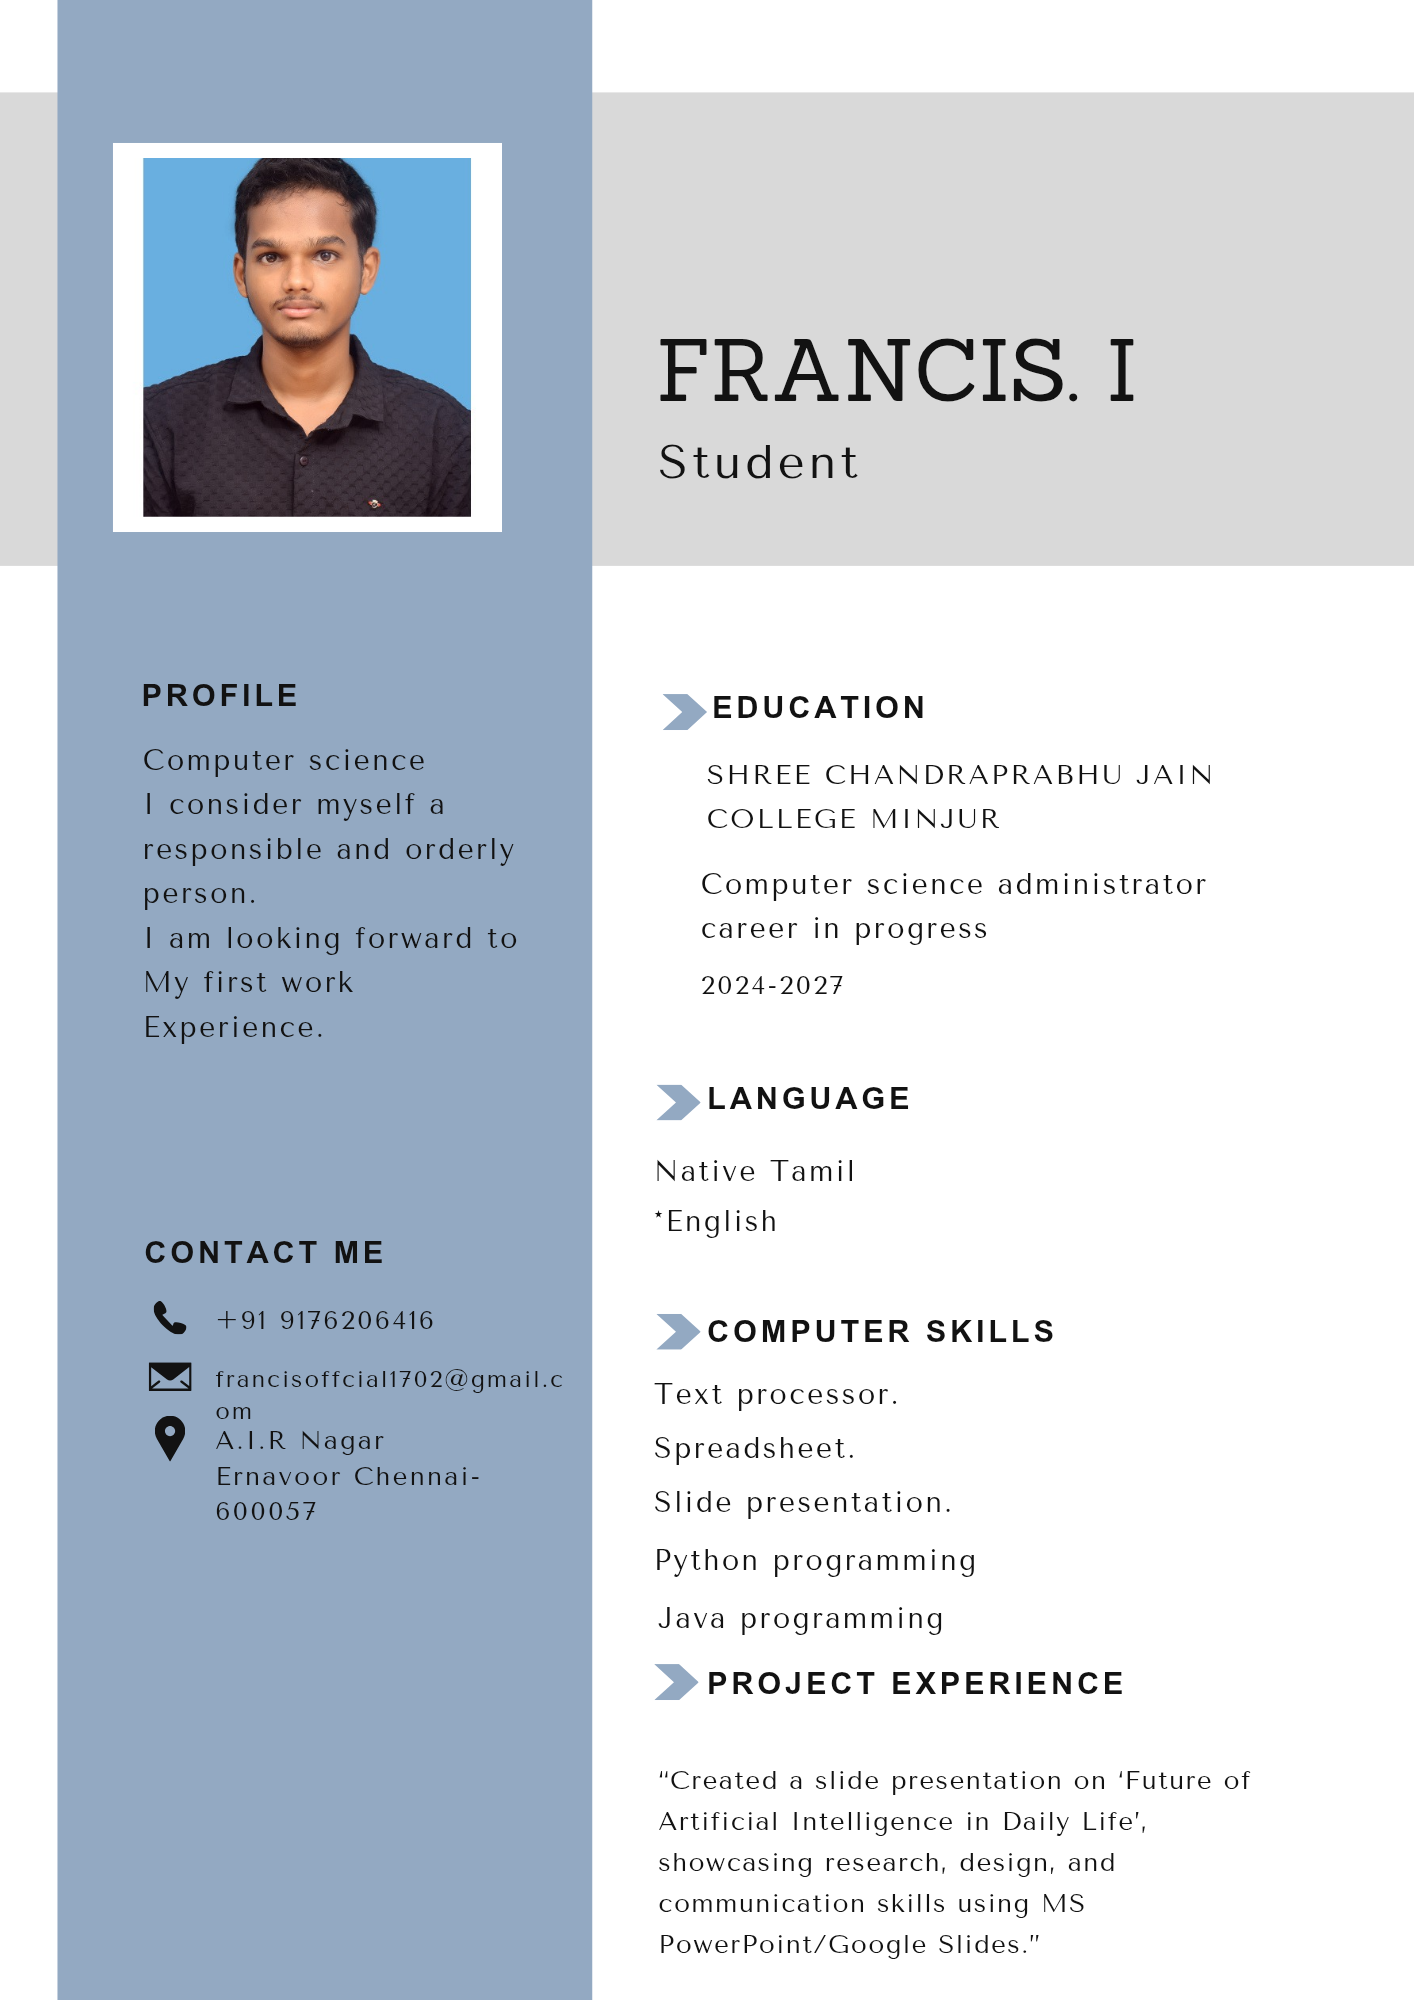 FRANCIS. I
Student
PROFILE
Computer science
I consider myself a
responsible and orderly
person.
I am looking forward to
My first work
Experience.
CONTACT ME
+91 9176206416
francisoffcial1702@gmail.c
om
A.I.R Nagar
Ernavoor Chennai-
600057
EDUCATION
SHREE CHANDRAPRABHU JAIN
COLLEGE MINJUR
Computer science administrator
career in progress
2024-2027
LANGUAGE
Native Tamil
*English
COMPUTER SKILLS
Text processor.
Spreadsheet.
Slide presentation.
Python programming
Java programming
PROJECT EXPERIENCE
“Created a slide presentation on ‘Future of
Artificial Intelligence in Daily Life’,
showcasing research, design, and
communication skills using MS
PowerPoint/Google Slides.”